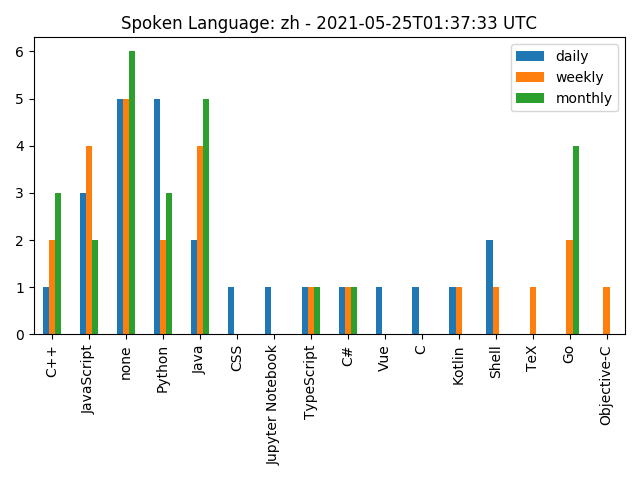 Spoken Language: zh - 2021-05-25T01:37:33 UTC
daily
weekly
monthly
6
5
4
3
2
1
0
C++
JavaScript
none
Python
Java
CSS
Jupyter Notebook
TypeScript
C#
Vue
C
Kotlin
Shell
TeX
Go
Objective-C